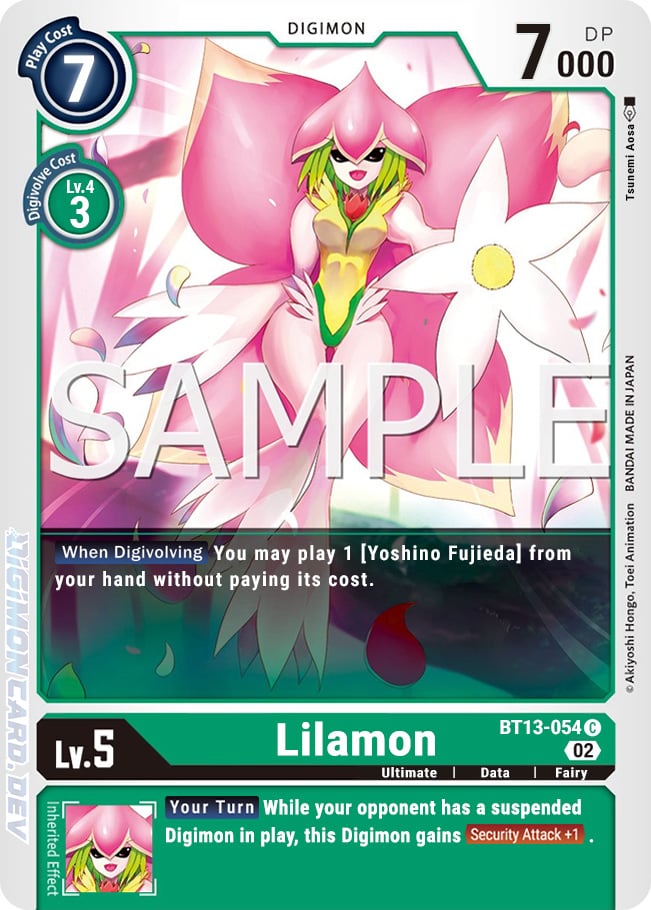 Play Cost
7
DIGIMON
DP
7000
Digivolve Cost
Lv.4
3
Tsunemi Aosa
SAMPLE
When Digivolving You may play 1 [Yoshino Fujieda] from
your hand without paying its cost.
© Akiyoshi Hongo, Toei Animation BANDAI MADE IN JAPAN
DIGIMONCARD.DEV
Lv.5
Lilamon
BT13-054 C
02
Ultimate | Data | Fairy
Inherited Effect
Your Turn While your opponent has a suspended
Digimon in play, this Digimon gains Security Attack +1 .